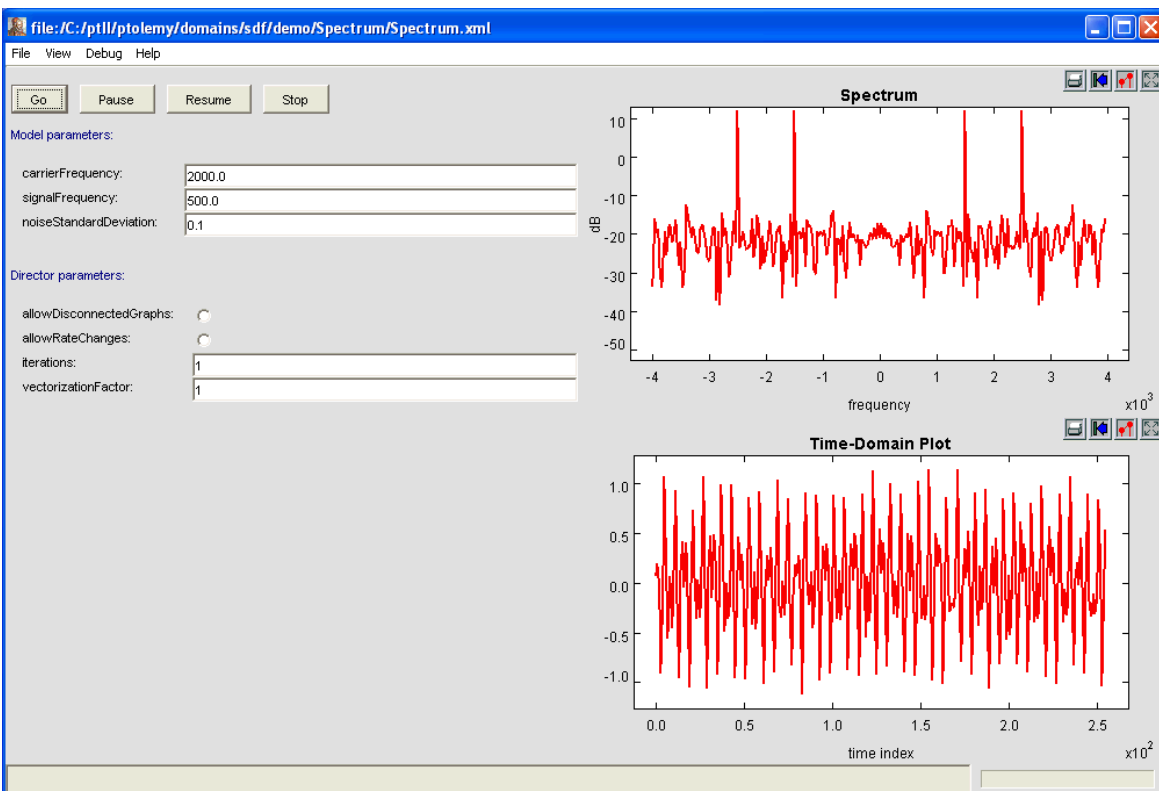 file:/C:/ptII/ptolemy/domains/sdf/demo/Spectrum/Spectrum.xml
File View Debug Help
Go Pause Resume Stop
Model parameters:
carrierFrequency: 2000.0
signalFrequency: 500.0
noiseStandardDeviation: 0.1
Director parameters:
allowDisconnectedGraphs:
allowRateChanges:
iterations: 1
vectorizationFactor: 1
Spectrum
10
0
-10
-20
-30
-40
-50
dB
-4 -3 -2 -1 0 1 2 3 4
frequency x10^3
Time-Domain Plot
1.0
0.5
0.0
-0.5
-1.0
0.0 0.5 1.0 1.5 2.0 2.5
time index x10^2